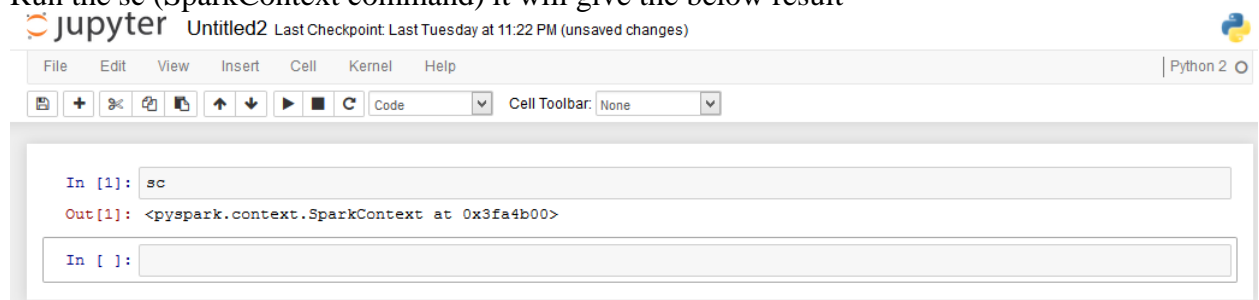 Run the sc (SparkContext command) it will give the below result
jupyter Untitled2 Last Checkpoint: Last Tuesday at 11:22 PM (unsaved changes)
File Edit View Insert Cell Kernel Help Python 2
Code Cell Toolbar: None
In [1]: sc
Out[1]: <pyspark.context.SparkContext at 0x3fa4b00>
In [ ]: